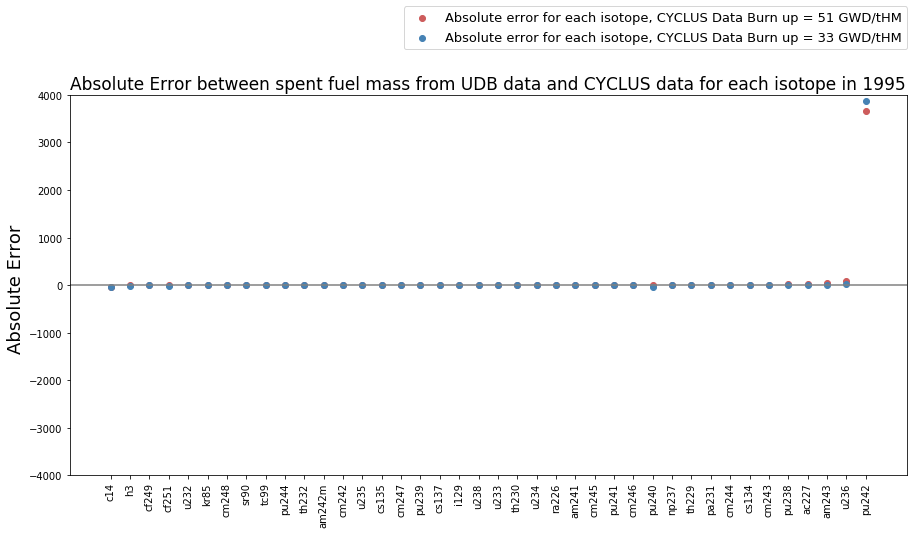 Absolute error for each isotope, CYCLUS Data Burn up = 51 GWD/tHM
Absolute error for each isotope, CYCLUS Data Burn up = 33 GWD/tHM
Absolute Error between spent fuel mass from UDB data and CYCLUS data for each isotope in 1995
Absolute Error
4000
3000
2000
1000
0
−1000
−2000
−3000
−4000
c14
h3
cf249
cf251
u232
kr85
cm248
sr90
tc99
pu244
th232
am242m
cm242
u235
cs135
cm247
pu239
cs137
i129
u238
u233
th230
u234
ra226
am241
cm245
pu241
cm246
pu240
np237
th229
pa231
cm244
cs134
cm243
pu238
ac227
am243
u236
pu242